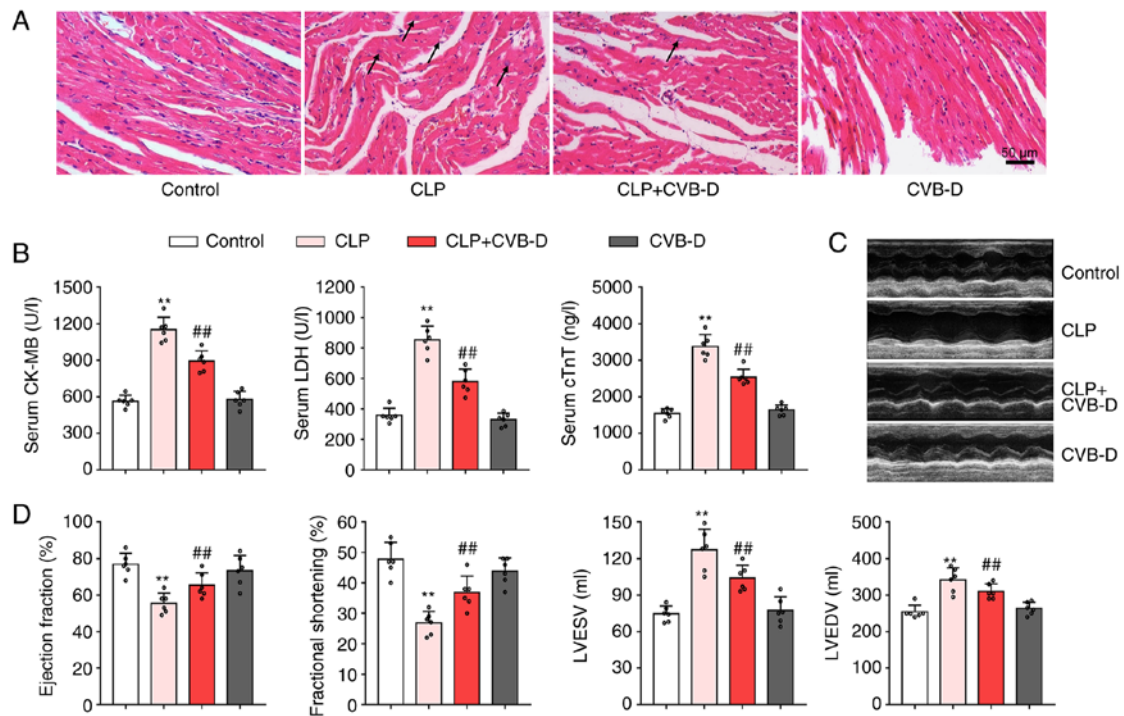 A
50 µm
Control
CLP
CLP+CVB-D
CVB-D
Control
CLP
CLP+CVB-D
CVB-D
B
Serum CK-MB (U/l)
1500
1200
900
600
300
0
**
##
Serum LDH (U/l)
1200
1000
800
600
400
200
0
**
##
Serum cTnT (ng/l)
5000
4000
3000
2000
1000
0
**
##
C
Control
CLP
CLP+
CVB-D
CVB-D
D
Ejection fraction (%)
100
80
60
40
20
0
**
##
Fractional shortening (%)
60
50
40
30
20
10
0
**
##
LVESV (ml)
150
120
90
60
30
0
**
##
LVEDV (ml)
500
400
300
200
100
0
**
##